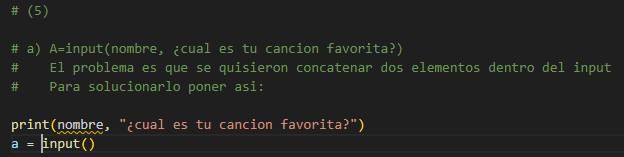 # (5)
# a) A=input(nombre, ¿cual es tu cancion favorita?)
#    El problema es que se quisieron concatenar dos elementos dentro del input
#    Para solucionarlo poner asi:
print(nombre, "¿cual es tu cancion favorita?")
a = input()